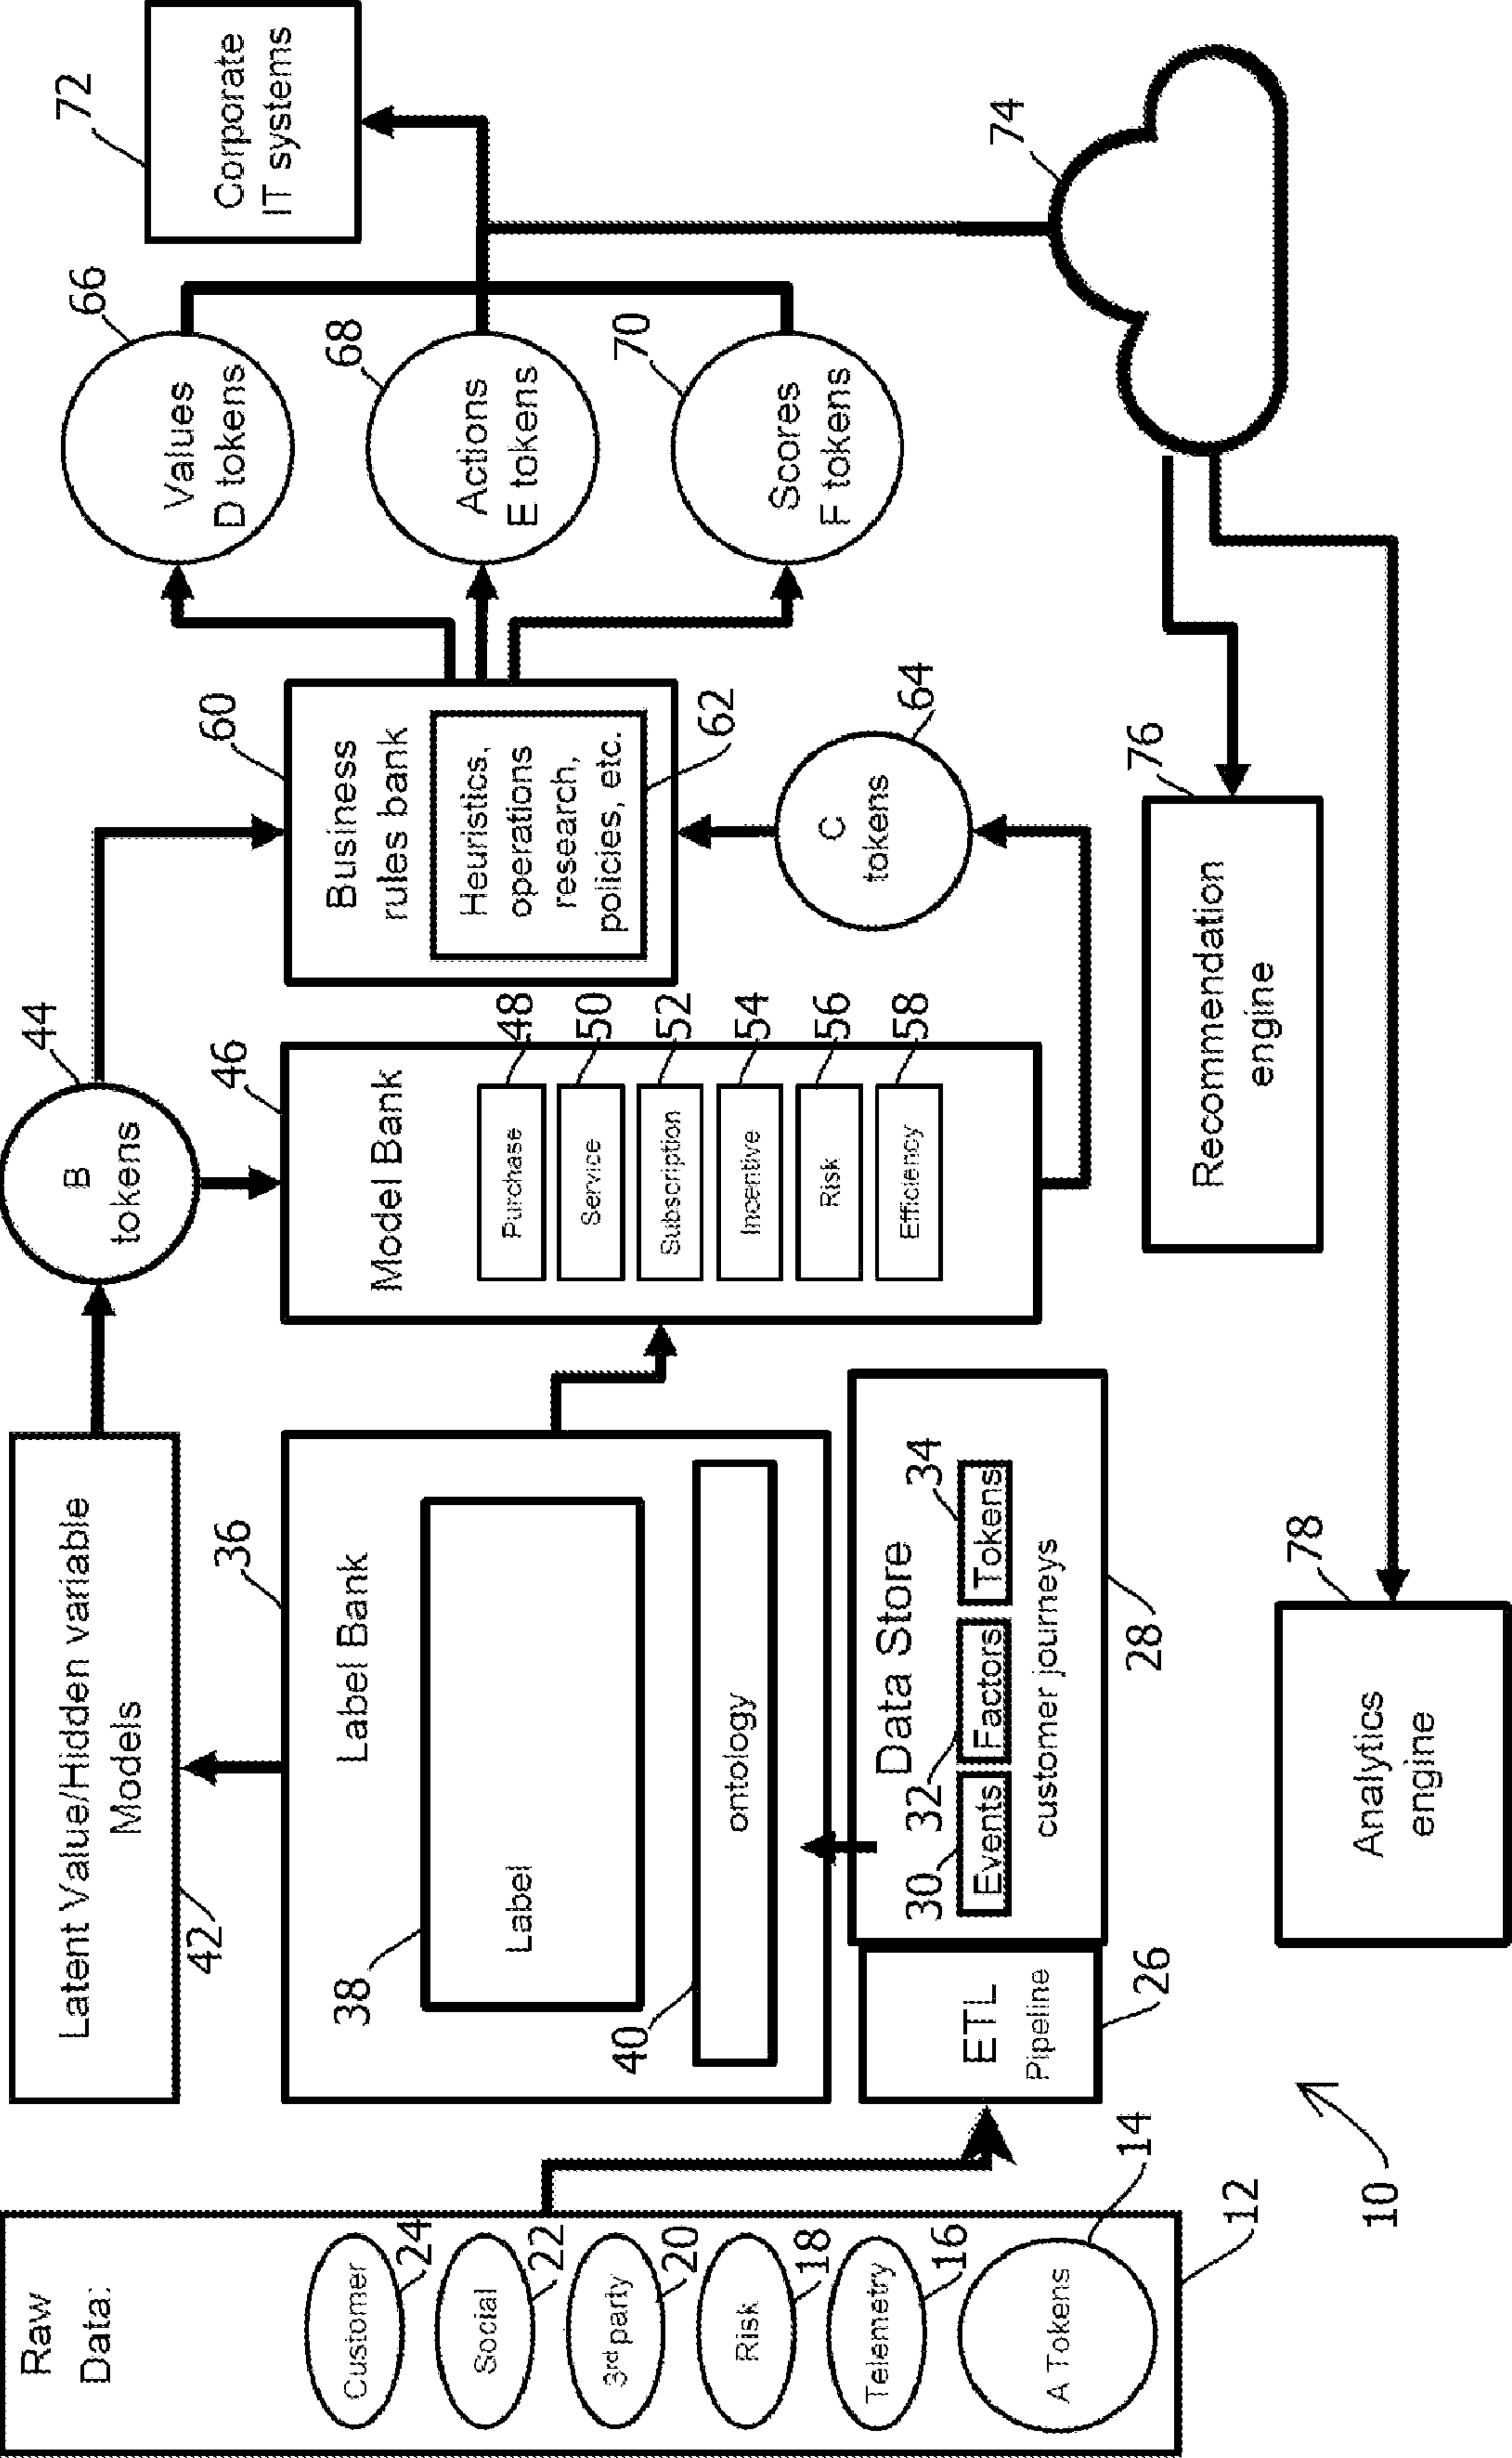 Raw
Data:
Customer
24
Social
22
3rd party
20
Risk
18
Telemetry
16
A Tokens
14
12
10
Latent Value/Hidden variable
Models
42
36
Label Bank
Label
38
ontology
40
ETL
Pipeline
26
Data Store
Events
30
Factors
32
Tokens
34
customer journeys
28
B
tokens
44
46
Model Bank
Purchase
48
Service
50
Subscription
52
Incentive
54
Risk
56
Efficiency
58
60
Business
rules bank
Heuristics,
operations
research,
policies, etc.
62
C
tokens
64
Values
D tokens
66
Actions
E tokens
68
Scores
F tokens
70
72
Corporate
IT systems
74
76
Recommendation
engine
78
Analytics
engine